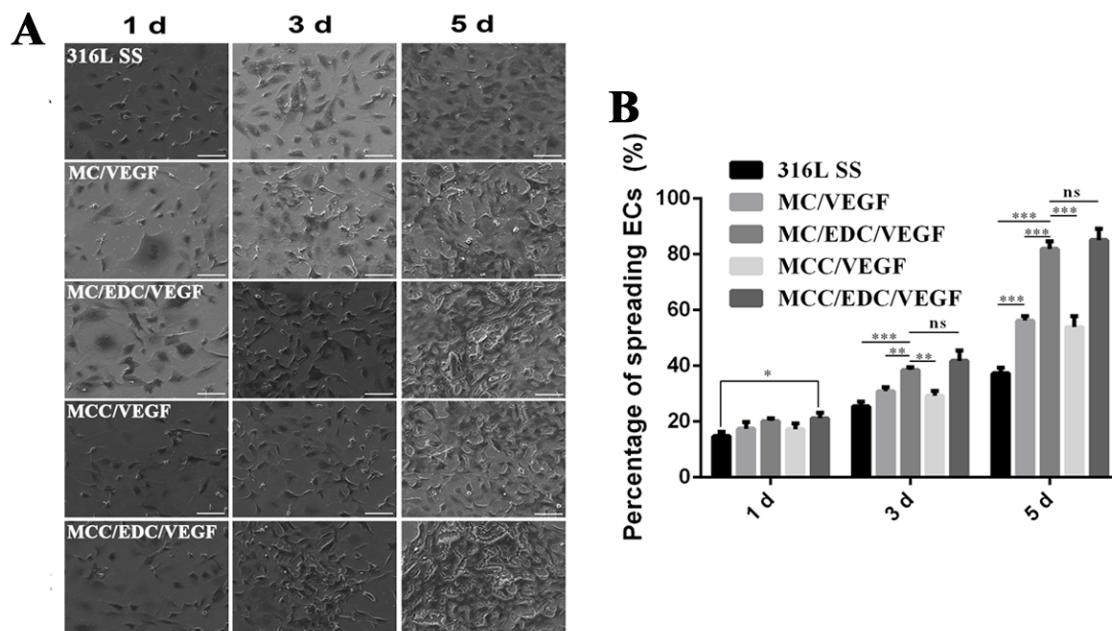 A
1 d 3 d 5 d
316L SS
MC/VEGF
MC/EDC/VEGF
MCC/VEGF
MCC/EDC/VEGF
B
Percentage of spreading ECs (%)
316L SS
MC/VEGF
MC/EDC/VEGF
MCC/VEGF
MCC/EDC/VEGF
100
80
60
40
20
0
*
***
**
**
ns
***
***
***
***
ns
1 d 3 d 5 d